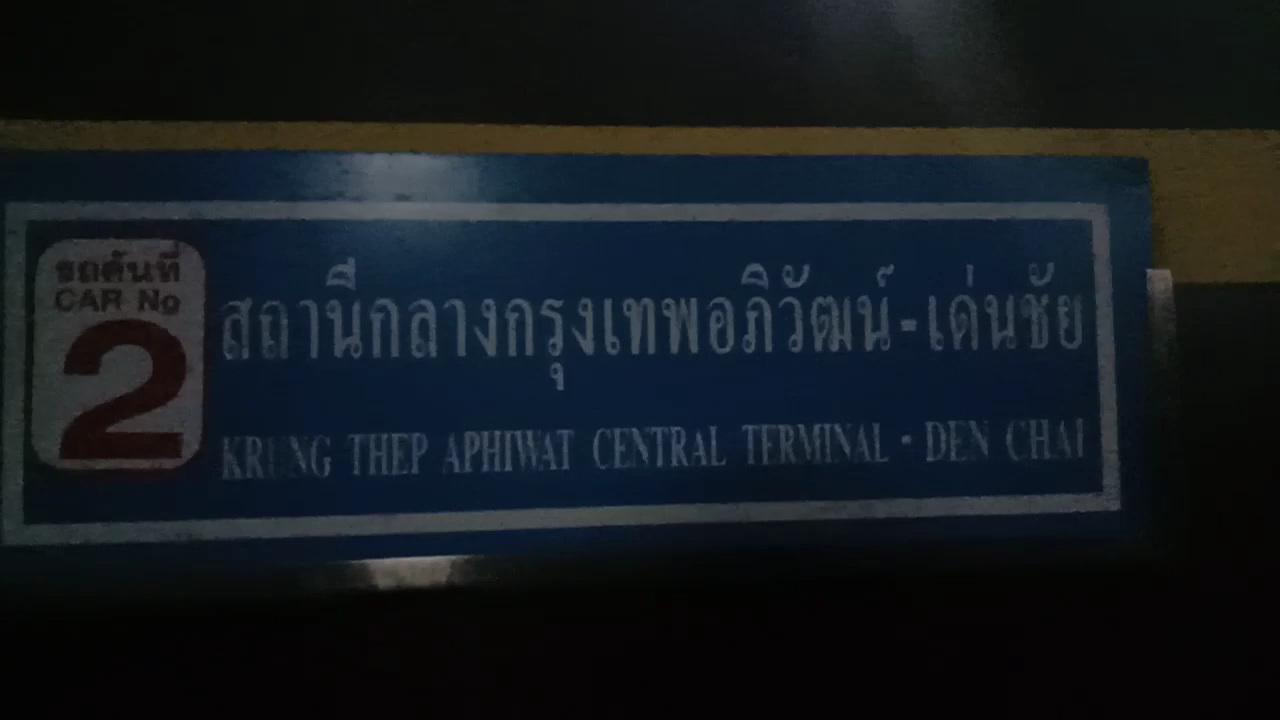 รถคันที่
CAR No
2
สถานีกลางกรุงเทพอภิวัฒน์-เด่นชัย
KRUNG THEP APHIWAT CENTRAL TERMINAL - DEN CHAI